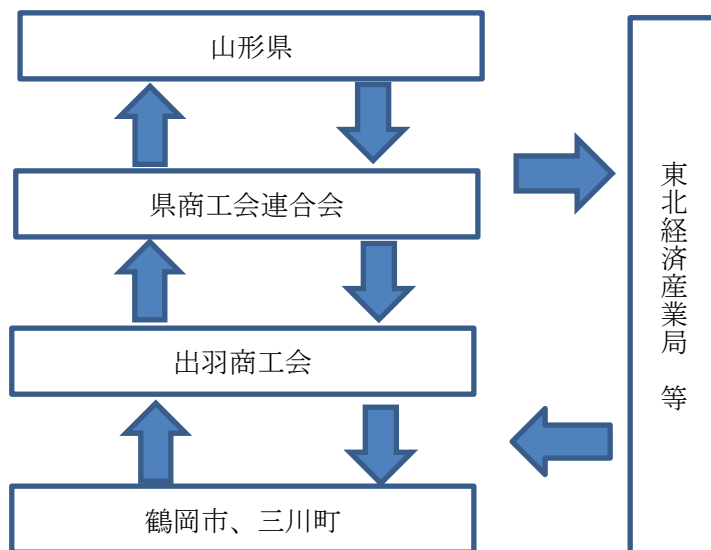 山形県
県商工会連合会
出羽商工会
鶴岡市、三川町
東北経済産業局　等